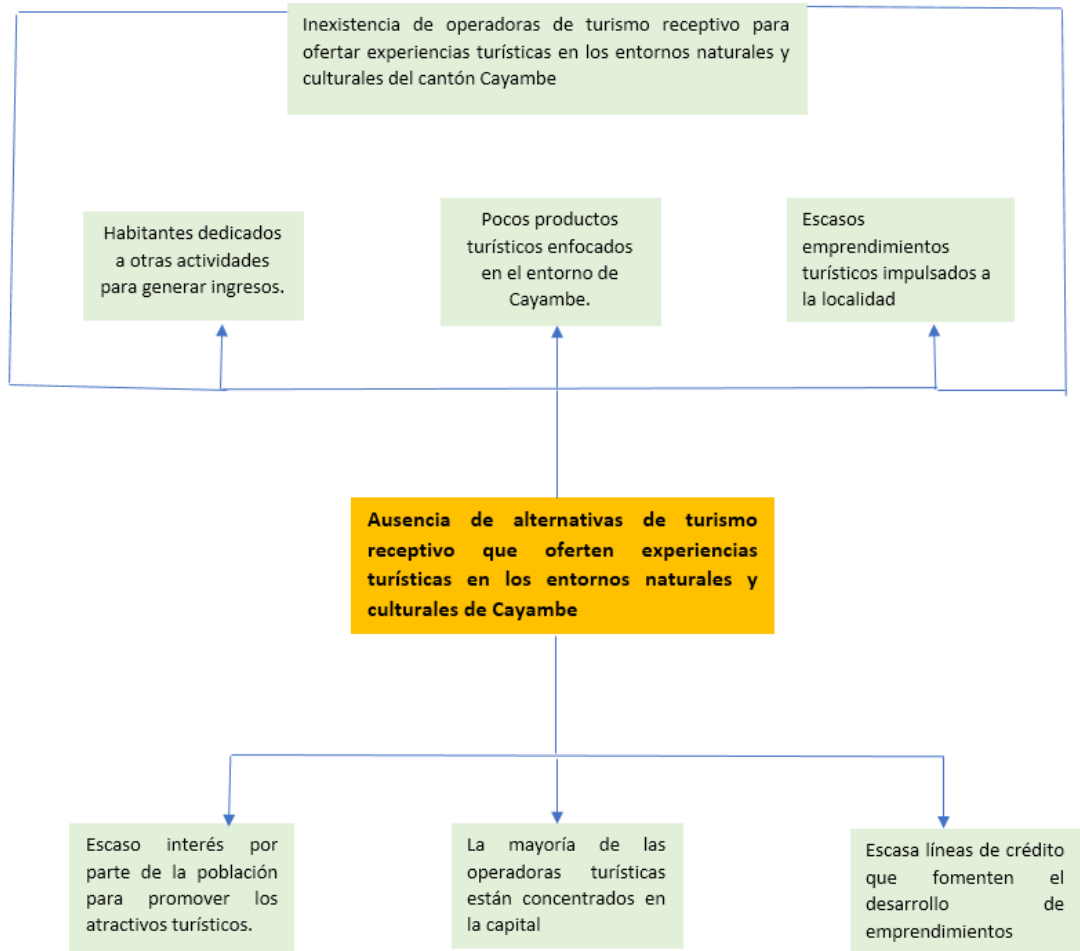 Inexistencia de operadoras de turismo receptivo para
ofertar experiencias turísticas en los entornos naturales y
culturales del cantón Cayambe
Habitantes dedicados
a otras actividades
para generar ingresos.
Pocos productos
turísticos enfocados
en el entorno de
Cayambe.
Escasos
emprendimientos
turísticos impulsados a
la localidad
Ausencia de alternativas de turismo
receptivo que oferten experiencias
turísticas en los entornos naturales y
culturales de Cayambe
Escaso interés por
parte de la población
para promover los
atractivos turísticos.
La mayoría de las
operadoras turísticas
están concentrados en
la capital
Escasa líneas de crédito
que fomenten el
desarrollo de
emprendimientos